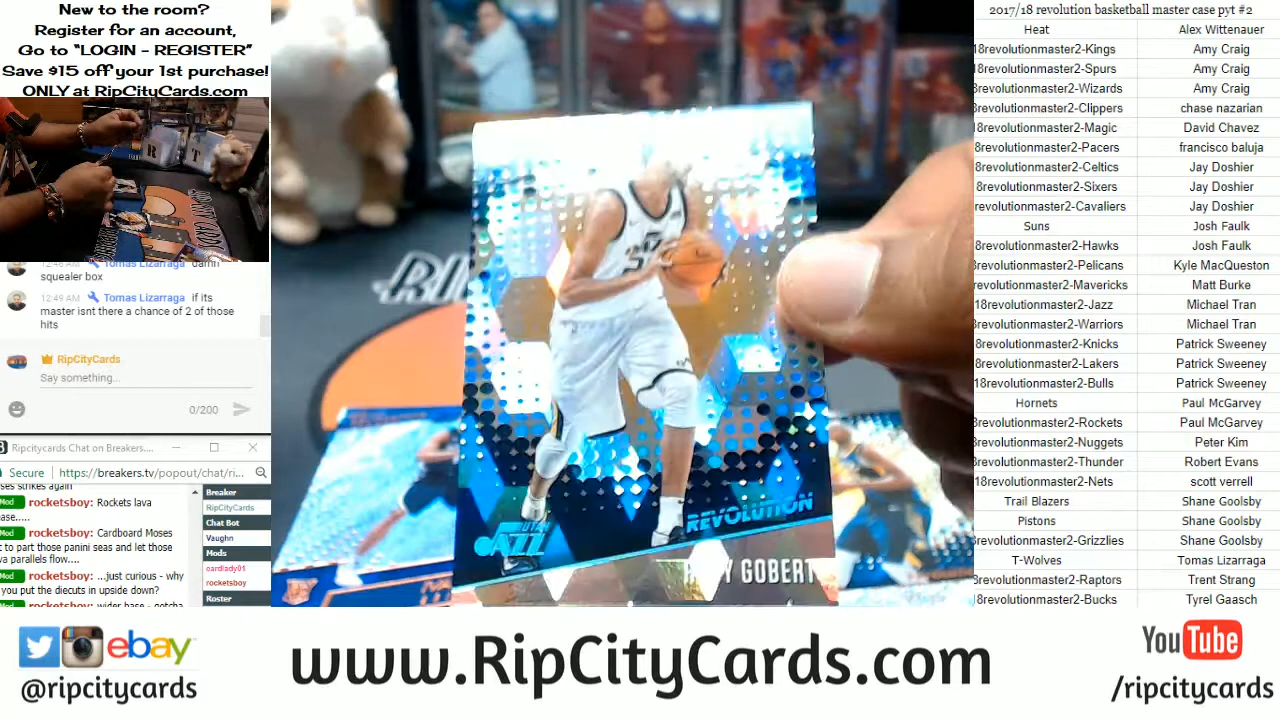 New to the room?
Register for an account,
Go to “LOGIN - REGISTER”
Save $15 off your 1st purchase!
ONLY at RipCityCards.com
Tomas Lizarraga damn
squealer box
12:49 AM Tomas Lizarraga if its
master isnt there a chance of 2 of those
hits
RipCityCards
Say something...
0/200
Ripcitycards Chat on Breakers....
Secure https://breakers.tv/popout/chat/ri...
ses strikes again
Mod rocketsboy: Rockets lava
ase.....
Mod rocketsboy: Cardboard Moses
t to part those panini seas and let those
va parallels flow....
Mod rocketsboy: ...just curious - why
you put the diecuts in upside down?
Mod rocketsboy: wider base - gotcha
Breaker
RipCityCards
Chat Bot
Vaughn
Mods
cardlady01
rocketsboy
Roster
R T
RI
UTAH
JAZZ
REVOLUTION
Y GOBERT
2017/18 revolution basketball master case pyt #2
Heat Alex Wittenauer
18revolutionmaster2-Kings Amy Craig
18revolutionmaster2-Spurs Amy Craig
8revolutionmaster2-Wizards Amy Craig
8revolutionmaster2-Clippers chase nazarian
18revolutionmaster2-Magic David Chavez
18revolutionmaster2-Pacers francisco baluja
8revolutionmaster2-Celtics Jay Doshier
8revolutionmaster2-Sixers Jay Doshier
8revolutionmaster2-Cavaliers Jay Doshier
Suns Josh Faulk
8revolutionmaster2-Hawks Josh Faulk
8revolutionmaster2-Pelicans Kyle MacQueston
8revolutionmaster2-Mavericks Matt Burke
18revolutionmaster2-Jazz Michael Tran
8revolutionmaster2-Warriors Michael Tran
8revolutionmaster2-Knicks Patrick Sweeney
8revolutionmaster2-Lakers Patrick Sweeney
18revolutionmaster2-Bulls Patrick Sweeney
Hornets Paul McGarvey
8revolutionmaster2-Rockets Paul McGarvey
8revolutionmaster2-Nuggets Peter Kim
8revolutionmaster2-Thunder Robert Evans
18revolutionmaster2-Nets scott verrell
Trail Blazers Shane Goolsby
Pistons Shane Goolsby
8revolutionmaster2-Grizzlies Shane Goolsby
T-Wolves Tomas Lizarraga
8revolutionmaster2-Raptors Trent Strang
8revolutionmaster2-Bucks Tyrel Gaasch
ebay
@ripcitycards
www.RipCityCards.com
YouTube
/ripcitycards